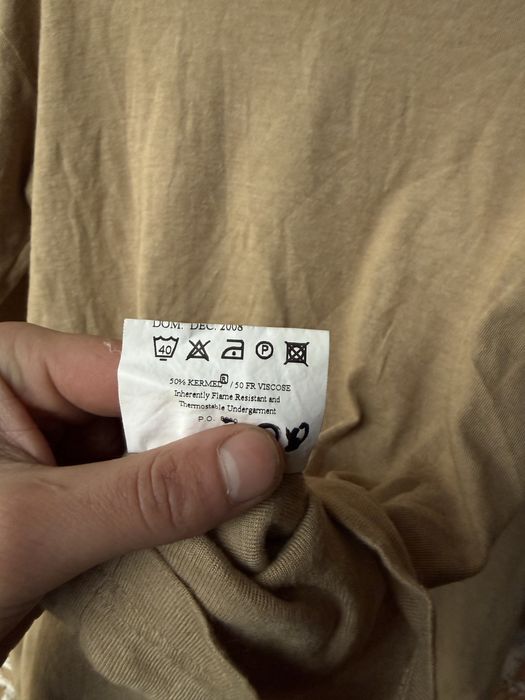 DOM. DEC. 2008
40 P
50% KERMEL® / 50 FR VISCOSE
Inherently Flame Resistant and
Thermostable Undergarment
P.O.